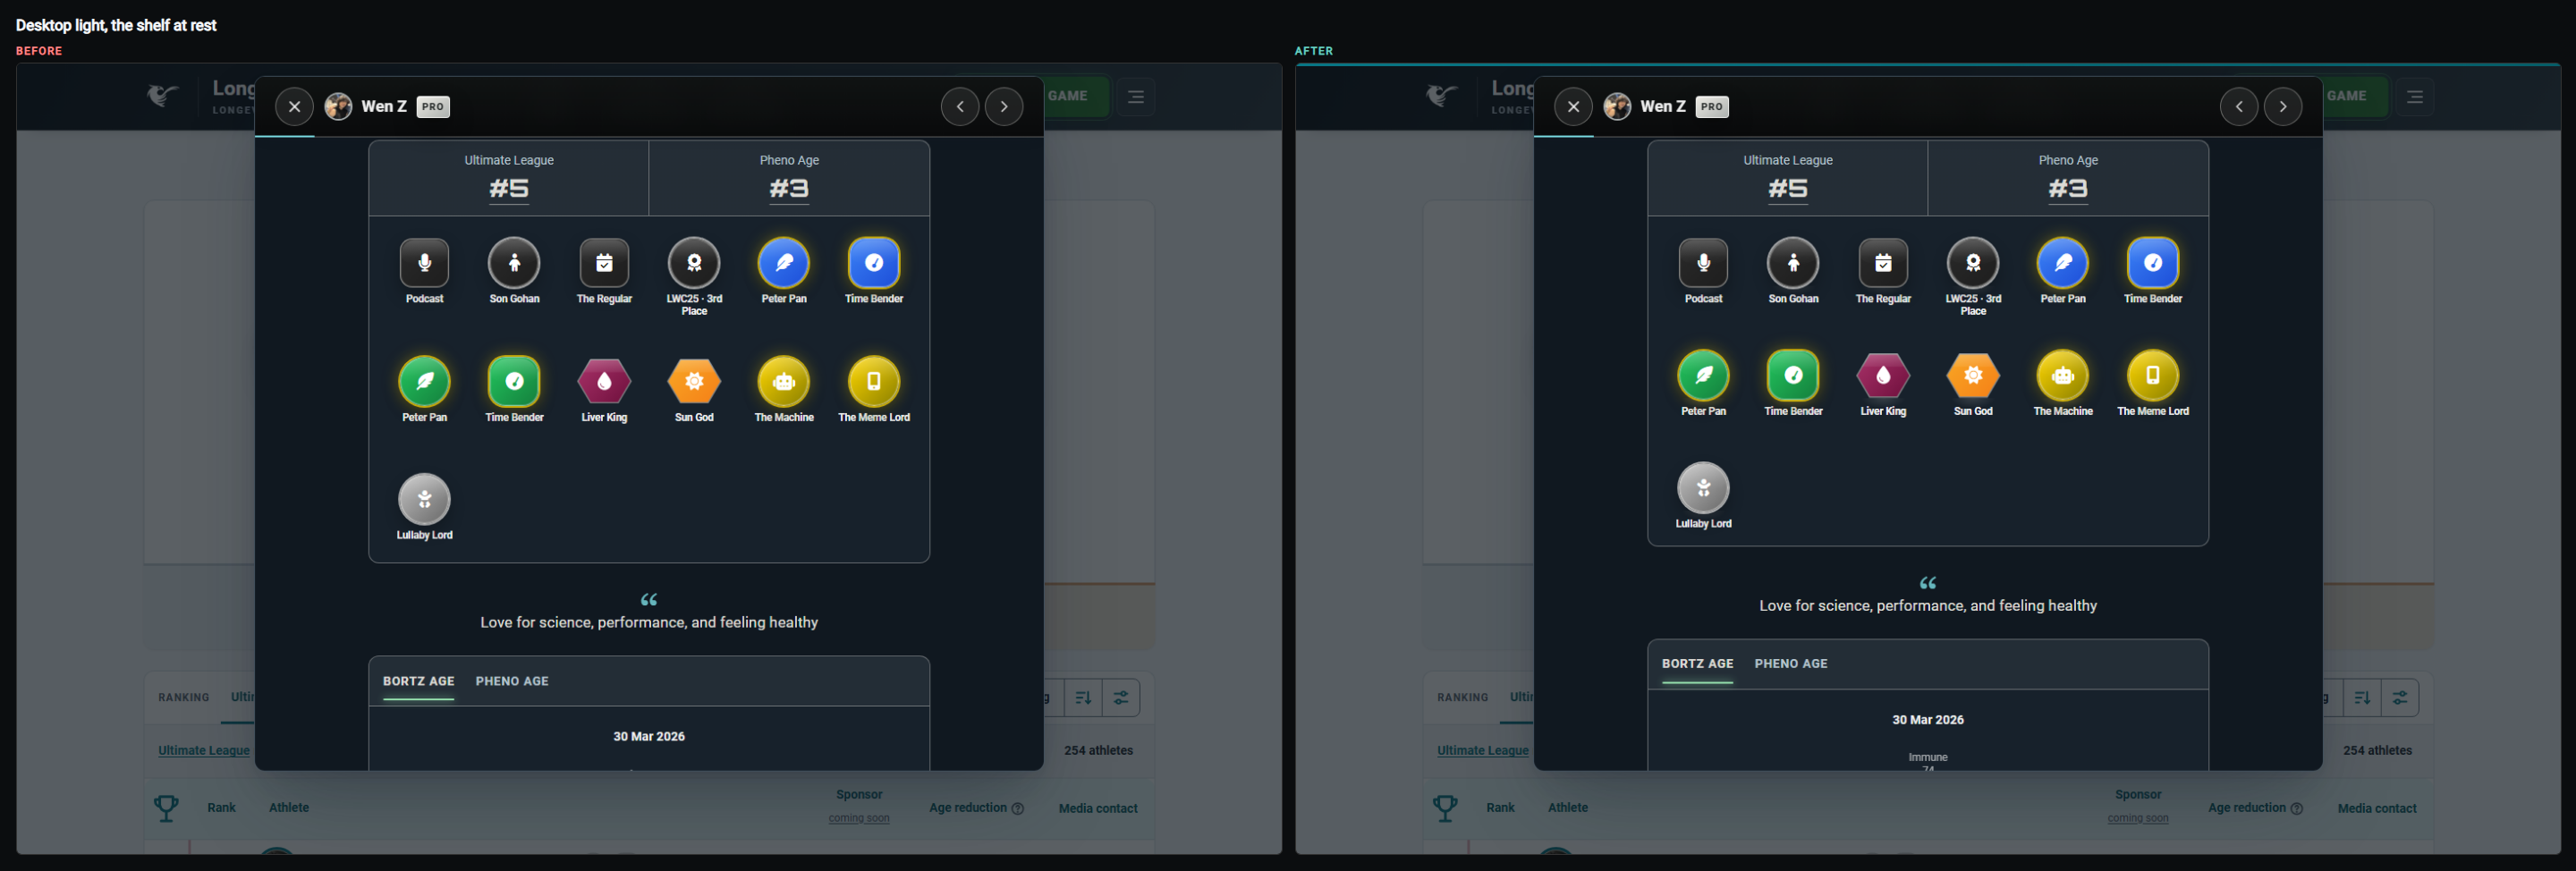 Desktop light, the shelf at rest
BEFORE
Long
LONGEV
Wen Z PRO
GAME
Ultimate League
#5
Pheno Age
#3
Podcast
Son Gohan
The Regular
LWC25 · 3rd
Place
Peter Pan
Time Bender
Peter Pan
Time Bender
Liver King
Sun God
The Machine
The Meme Lord
Lullaby Lord
“
Love for science, performance, and feeling healthy
BORTZ AGE PHENO AGE
30 Mar 2026
RANKING
Ultim
g
Ultimate League
254 athletes
Rank
Athlete
Sponsor
coming soon
Age reduction
Media contact
AFTER
Long
LONGEV
Wen Z PRO
GAME
Ultimate League
#5
Pheno Age
#3
Podcast
Son Gohan
The Regular
LWC25 · 3rd
Place
Peter Pan
Time Bender
Peter Pan
Time Bender
Liver King
Sun God
The Machine
The Meme Lord
Lullaby Lord
“
Love for science, performance, and feeling healthy
BORTZ AGE PHENO AGE
30 Mar 2026
Immune
74
RANKING
Ultim
g
Ultimate League
254 athletes
Rank
Athlete
Sponsor
coming soon
Age reduction
Media contact